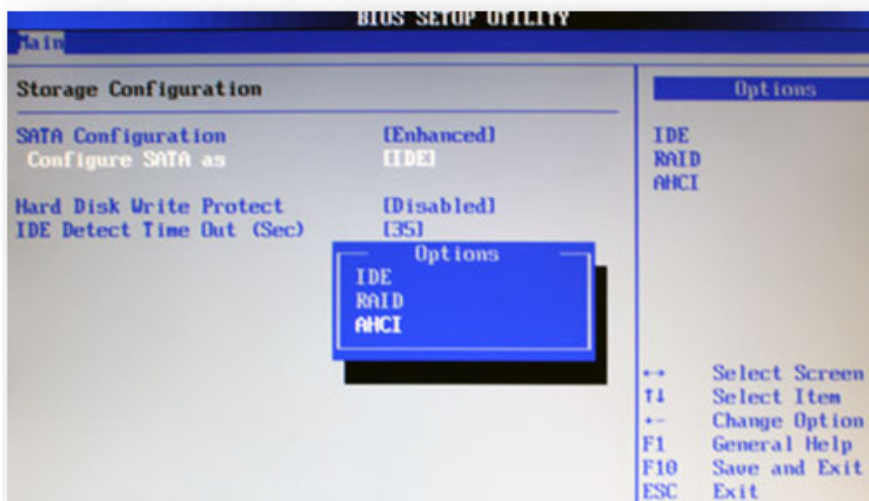 BIOS SETUP UTILITY
Main
Storage Configuration
SATA Configuration [Enhanced]
Configure SATA as [IDE]
Hard Disk Write Protect [Disabled]
IDE Detect Time Out (Sec) [35]
Options
IDE
RAID
AHCI
Options
IDE
RAID
AHCI
↔ Select Screen
↑↓ Select Item
+- Change Option
F1 General Help
F10 Save and Exit
ESC Exit